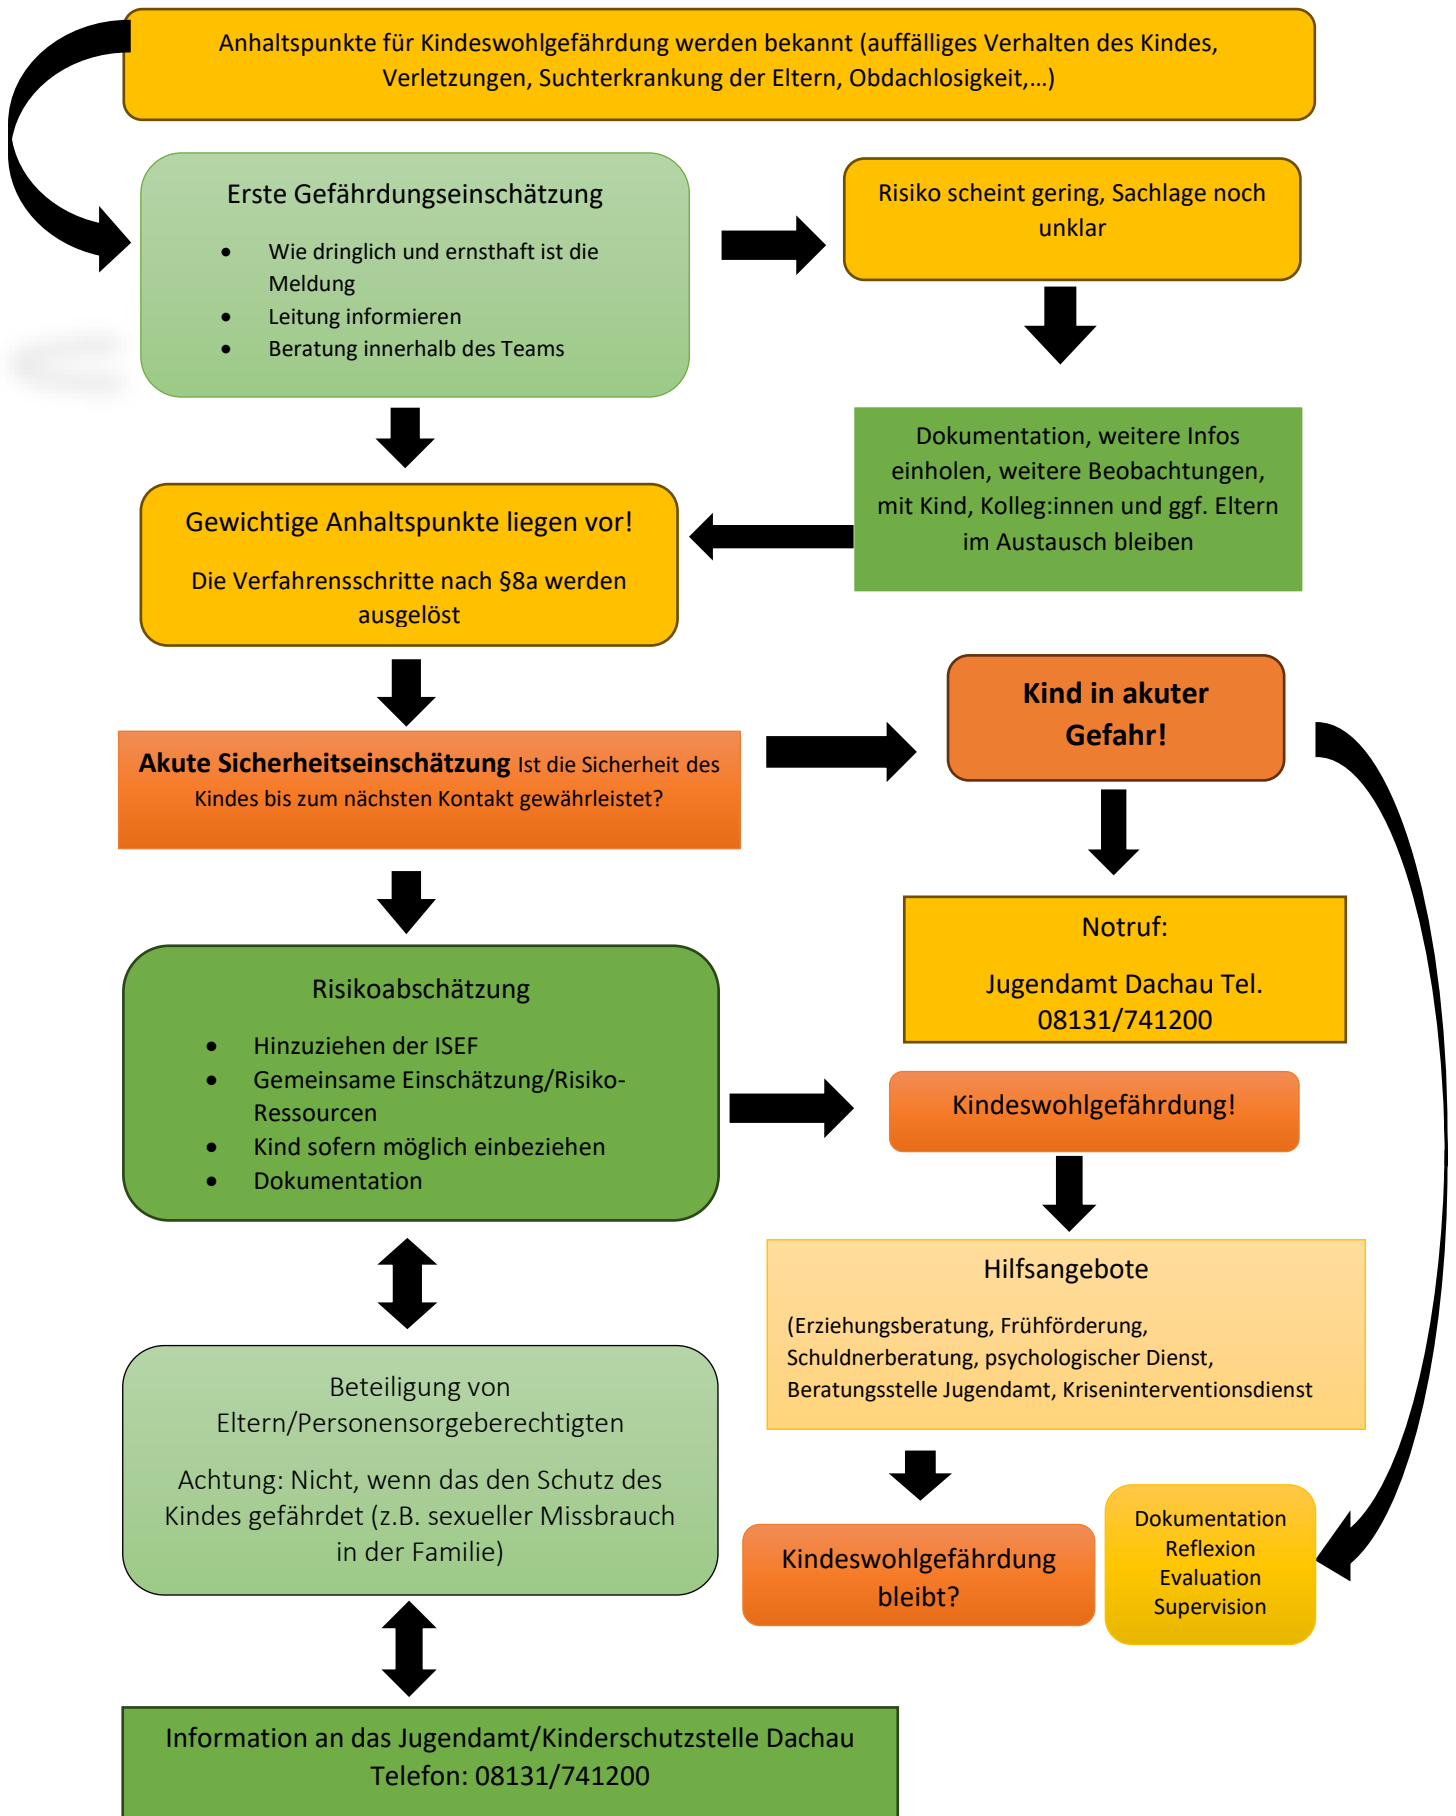 Anhaltspunkte für Kindeswohlgefährdung werden bekannt (auffälliges Verhalten des Kindes,
Verletzungen, Suchterkrankung der Eltern, Obdachlosigkeit,…)
Erste Gefährdungseinschätzung
• Wie dringlich und ernsthaft ist die
Meldung
• Leitung informieren
• Beratung innerhalb des Teams
Risiko scheint gering, Sachlage noch
unklar
Dokumentation, weitere Infos
einholen, weitere Beobachtungen,
mit Kind, Kolleg:innen und ggf. Eltern
im Austausch bleiben
Gewichtige Anhaltspunkte liegen vor!
Die Verfahrensschritte nach §8a werden
ausgelöst
Kind in akuter
Gefahr!
Akute Sicherheitseinschätzung Ist die Sicherheit des
Kindes bis zum nächsten Kontakt gewährleistet?
Notruf:
Jugendamt Dachau Tel.
08131/741200
Risikoabschätzung
• Hinzuziehen der ISEF
• Gemeinsame Einschätzung/Risiko-
Ressourcen
• Kind sofern möglich einbeziehen
• Dokumentation
Kindeswohlgefährdung!
Hilfsangebote
(Erziehungsberatung, Frühförderung,
Schuldnerberatung, psychologischer Dienst,
Beratungsstelle Jugendamt, Kriseninterventionsdienst
Beteiligung von
Eltern/Personensorgeberechtigten
Achtung: Nicht, wenn das den Schutz des
Kindes gefährdet (z.B. sexueller Missbrauch
in der Familie)
Kindeswohlgefährdung
bleibt?
Dokumentation
Reflexion
Evaluation
Supervision
Information an das Jugendamt/Kinderschutzstelle Dachau
Telefon: 08131/741200